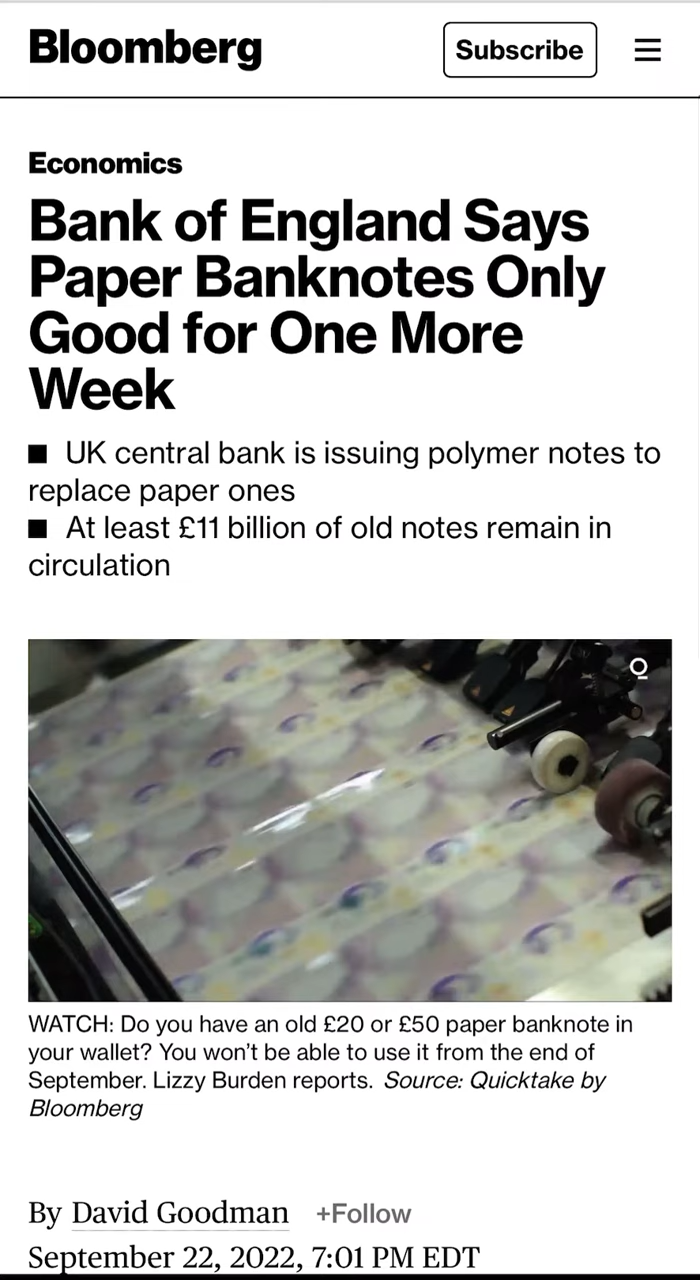 Bloomberg
Subscribe
Economics
Bank of England Says
Paper Banknotes Only
Good for One More
Week
■ UK central bank is issuing polymer notes to
replace paper ones
■ At least £11 billion of old notes remain in
circulation
WATCH: Do you have an old £20 or £50 paper banknote in
your wallet? You won’t be able to use it from the end of
September. Lizzy Burden reports. Source: Quicktake by
Bloomberg
By David Goodman +Follow
September 22, 2022, 7:01 PM EDT